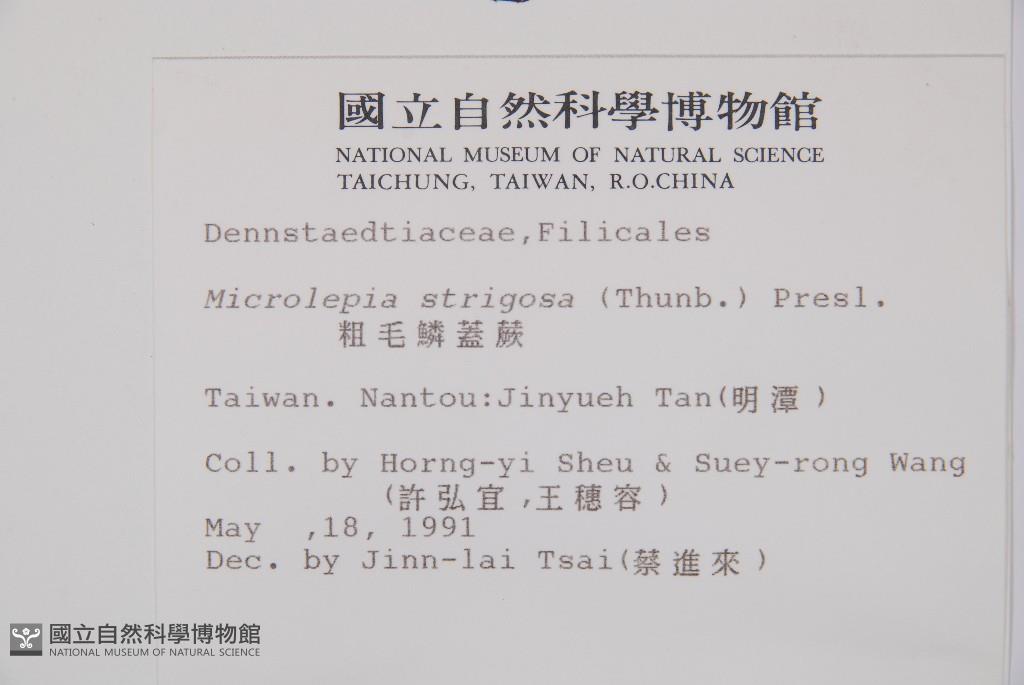 國立自然科學博物館
NATIONAL MUSEUM OF NATURAL SCIENCE
TAICHUNG, TAIWAN, R.O.CHINA
Dennstaedtiaceae,Filicales
Microlepia strigosa (Thunb.) Presl.
粗毛鱗蓋蕨
Taiwan. Nantou:Jinyueh Tan(明潭)
Coll. by Horng-yi Sheu & Suey-rong Wang
(許弘宜,王穗容)
May ,18, 1991
Dec. by Jinn-lai Tsai(蔡進來)
國立自然科學博物館
NATIONAL MUSEUM OF NATURAL SCIENCE